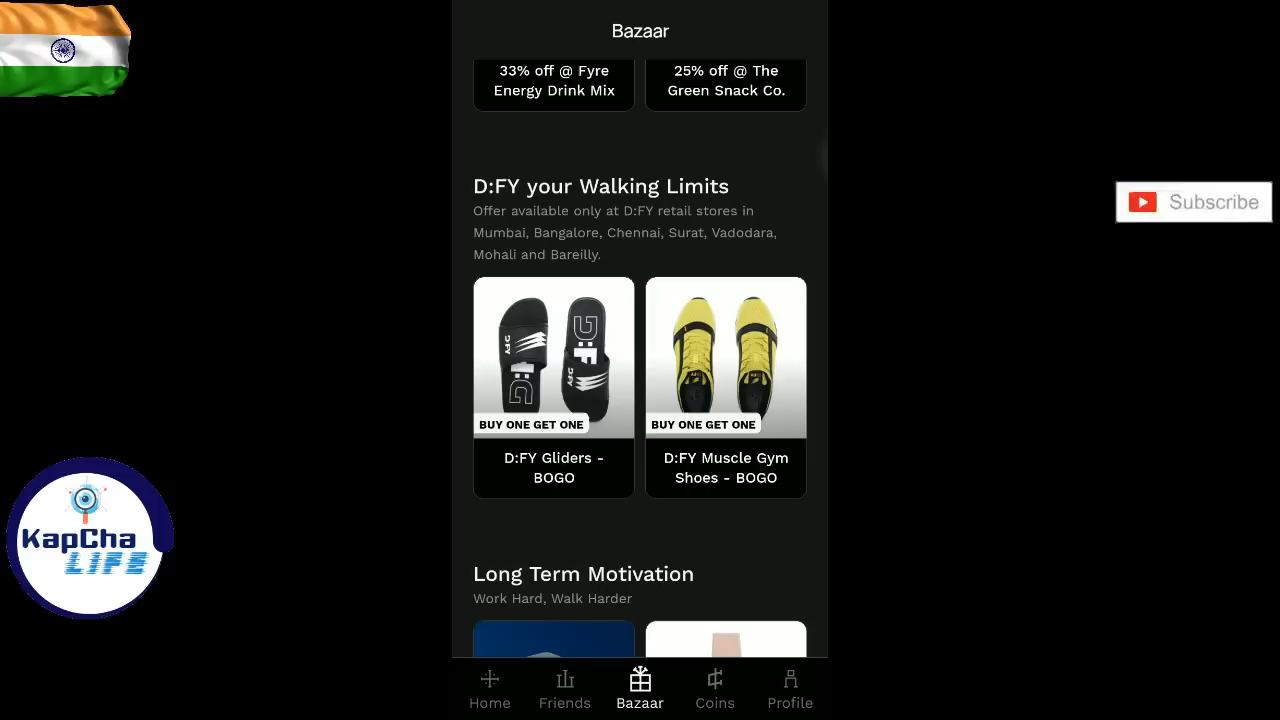 Bazaar
33% off @ Fyre
Energy Drink Mix
25% off @ The
Green Snack Co.
D:FY your Walking Limits
Offer available only at D:FY retail stores in
Mumbai, Bangalore, Chennai, Surat, Vadodara,
Mohali and Bareilly.
BUY ONE GET ONE
D:FY Gliders -
BOGO
BUY ONE GET ONE
D:FY Muscle Gym
Shoes - BOGO
Long Term Motivation
Work Hard, Walk Harder
Home
Friends
Bazaar
Coins
Profile
Subscribe
KapCha
LIFE